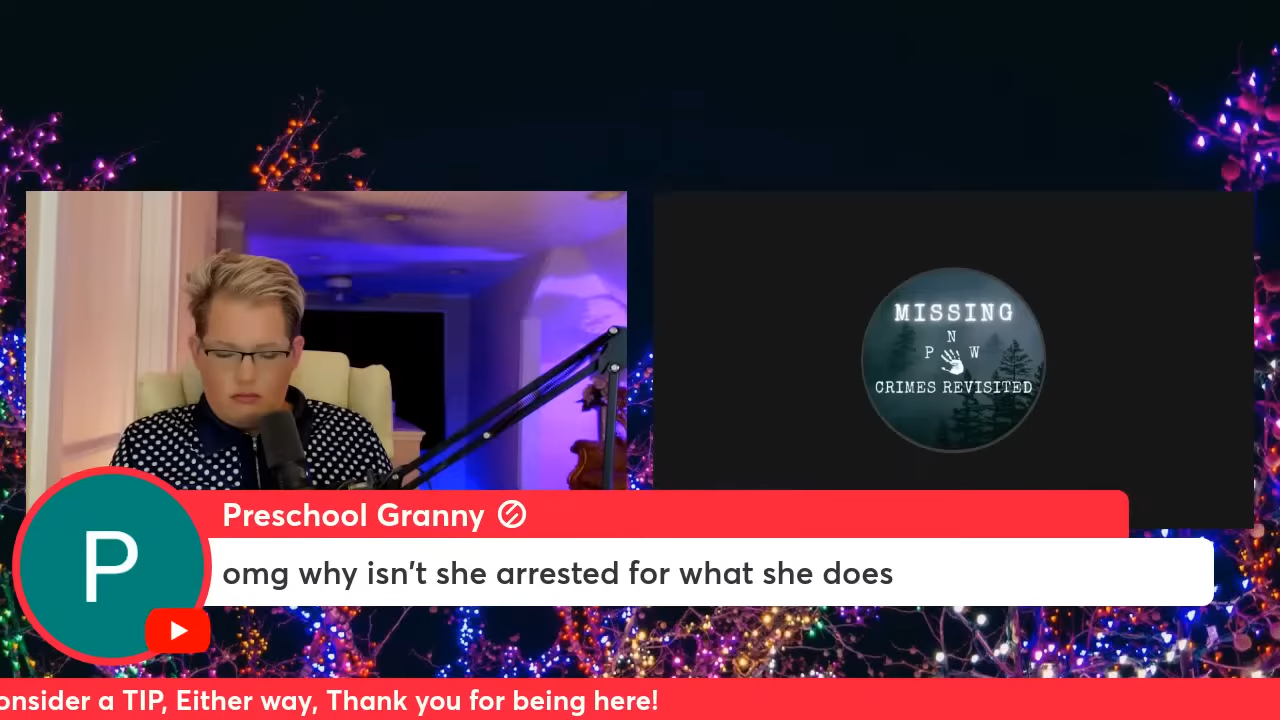 MISSING
N
P W
CRIMES REVISITED
Preschool Granny
P
omg why isn't she arrested for what she does
onsider a TIP, Either way, Thank you for being here!